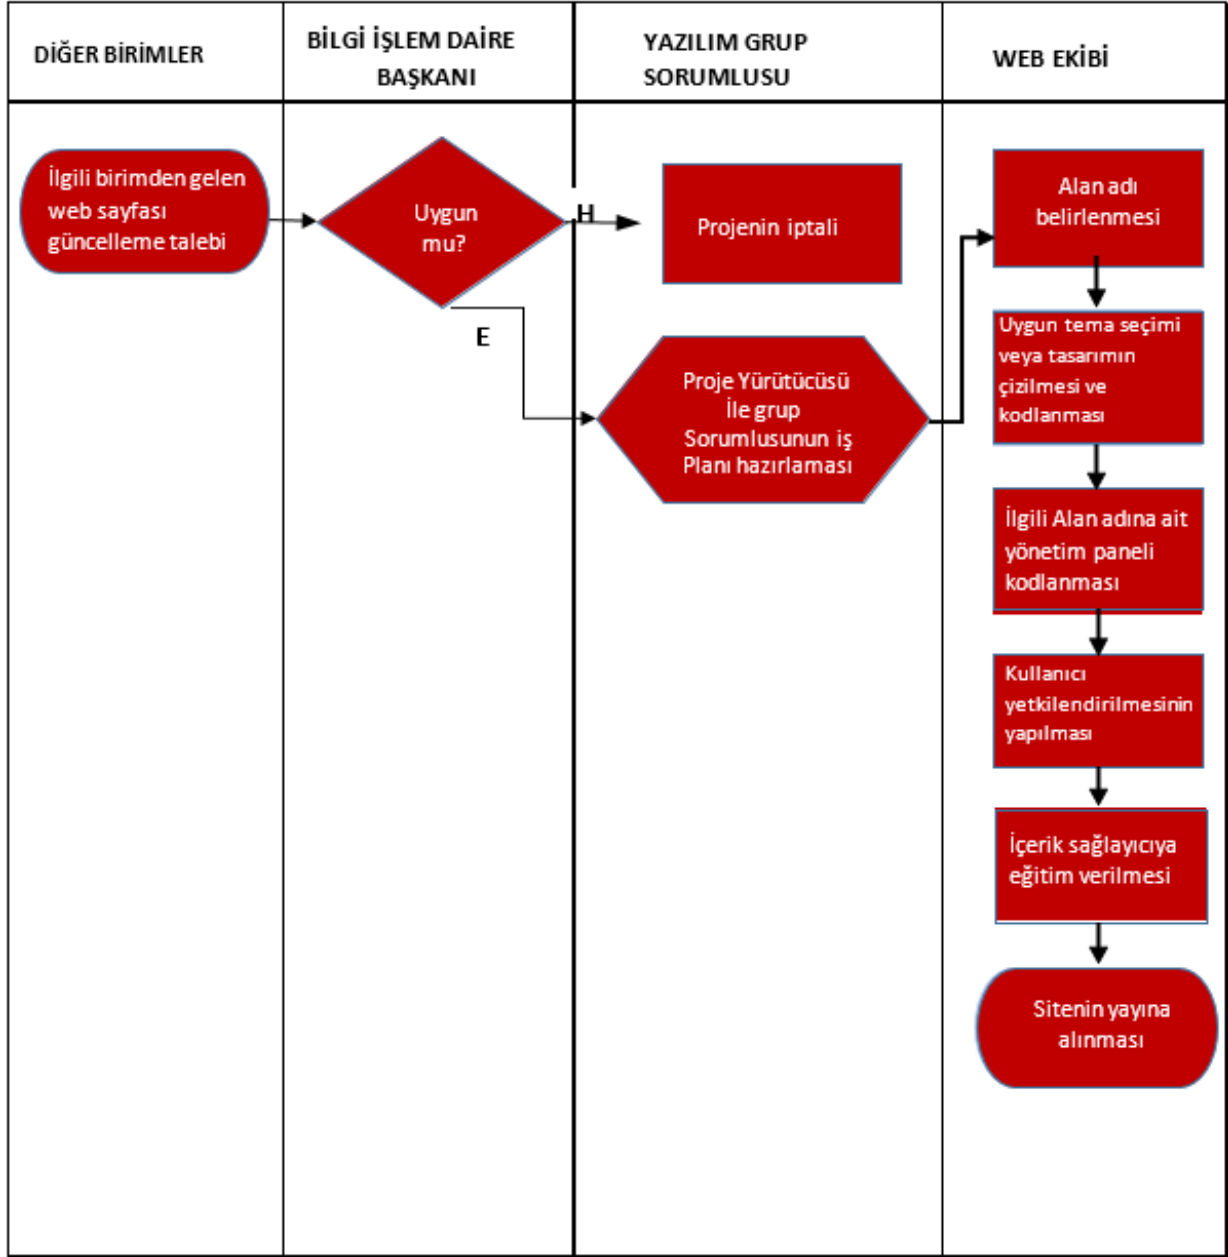 DİĞER BİRİMLER
BİLGİ İŞLEM DAİRE
BAŞKANI
YAZILIM GRUP
SORUMLUSU
WEB EKİBİ
İlgili birimden gelen
web sayfası
güncelleme talebi
Uygun
mu?
H
E
Projenin iptali
Proje Yürütücüsü
İle grup
Sorumlusunun iş
Planı hazırlaması
Alan adı
belirlenmesi
Uygun tema seçimi
veya tasarımın
çizilmesi ve
kodlanması
İlgili Alan adına ait
yönetim paneli
kodlanması
Kullanıcı
yetkilendirilmesinin
yapılması
İçerik sağlayıcıya
eğitim verilmesi
Sitenin yayına
alınması